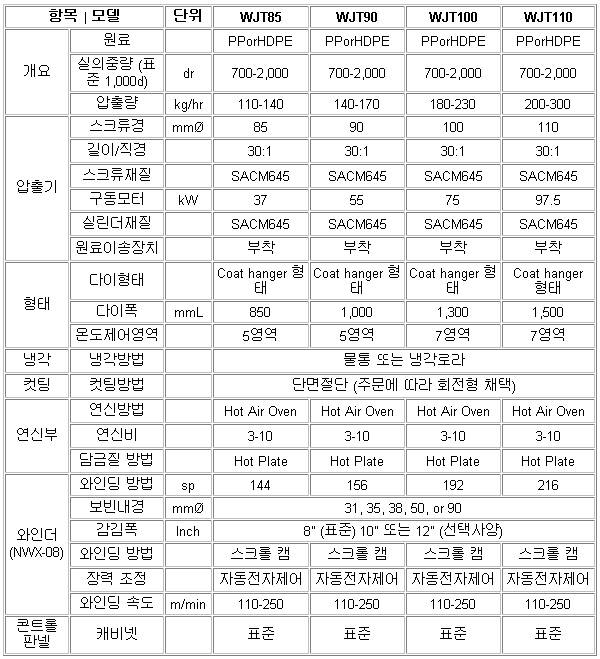 항목 | 모델 단위 WJT85 WJT90 WJT100 WJT110
개요 원료 PPorHDPE PPorHDPE PPorHDPE PPorHDPE
실의중량 (표준 1,000d) dr 700-2,000 700-2,000 700-2,000 700-2,000
압출량 kg/hr 110-140 140-170 180-230 200-300
압출기 스크류경 mmØ 85 90 100 110
길이/직경 30:1 30:1 30:1 30:1
스크류재질 SACM645 SACM645 SACM645 SACM645
구동모터 kW 37 55 75 97.5
실린더재질 SACM645 SACM645 SACM645 SACM645
원료이송장치 부착 부착 부착 부착
형태 다이형태 Coat hanger 형태 Coat hanger 형태 Coat hanger 형태 Coat hanger 형태
다이폭 mmL 850 1,000 1,300 1,500
온도제어영역 5영역 5영역 7영역 7영역
냉각 냉각방법 물통 또는 냉각로라
컷팅 컷팅방법 단면절단 (주문에 따라 회전형 채택)
연신부 연신방법 Hot Air Oven Hot Air Oven Hot Air Oven Hot Air Oven
연신비 3-10 3-10 3-10 3-10
담금질 방법 Hot Plate Hot Plate Hot Plate Hot Plate
와인더 (NWX-08) 와인딩 방법 sp 144 156 192 216
보빈내경 mmØ 31, 35, 38, 50, or 90
감김폭 Inch 8" (표준) 10" 또는 12" (선택사양)
와인딩 방법 스크롤 캠 스크롤 캠 스크롤 캠 스크롤 캠
장력 조정 자동전자제어 자동전자제어 자동전자제어 자동전자제어
와인딩 속도 m/min 110-250 110-250 110-250 110-250
콘트롤 판넬 캐비넷 표준 표준 표준 표준